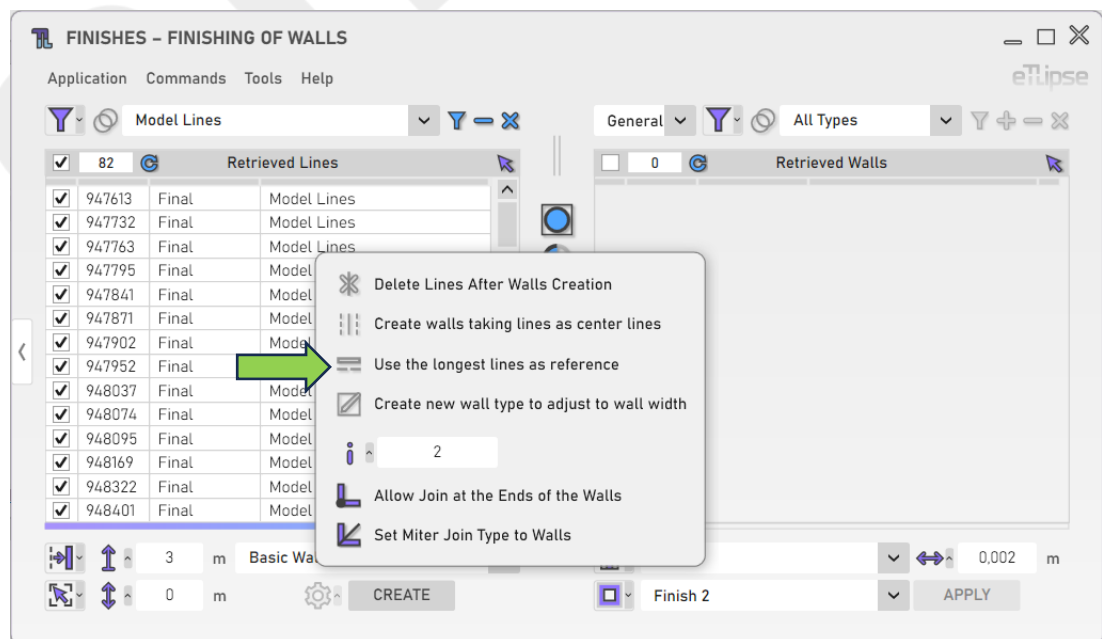 FINISHES – FINISHING OF WALLS
Application Commands Tools Help
eTLipse
Model Lines
General
All Types
82 Retrieved Lines
0 Retrieved Walls
947613 Final Model Lines
947732 Final Model Lines
947763 Final Model Lines
947795 Final Model
947841 Final Model
947871 Final Model
947902 Final Model
947952 Final
948037 Final Model
948074 Final Model
948095 Final Model
948169 Final Model
948322 Final Model
948401 Final Model
Delete Lines After Walls Creation
Create walls taking lines as center lines
Use the longest lines as reference
Create new wall type to adjust to wall width
2
Allow Join at the Ends of the Walls
Set Miter Join Type to Walls
3 m Basic Wa
0,002 m
0 m CREATE
Finish 2 APPLY